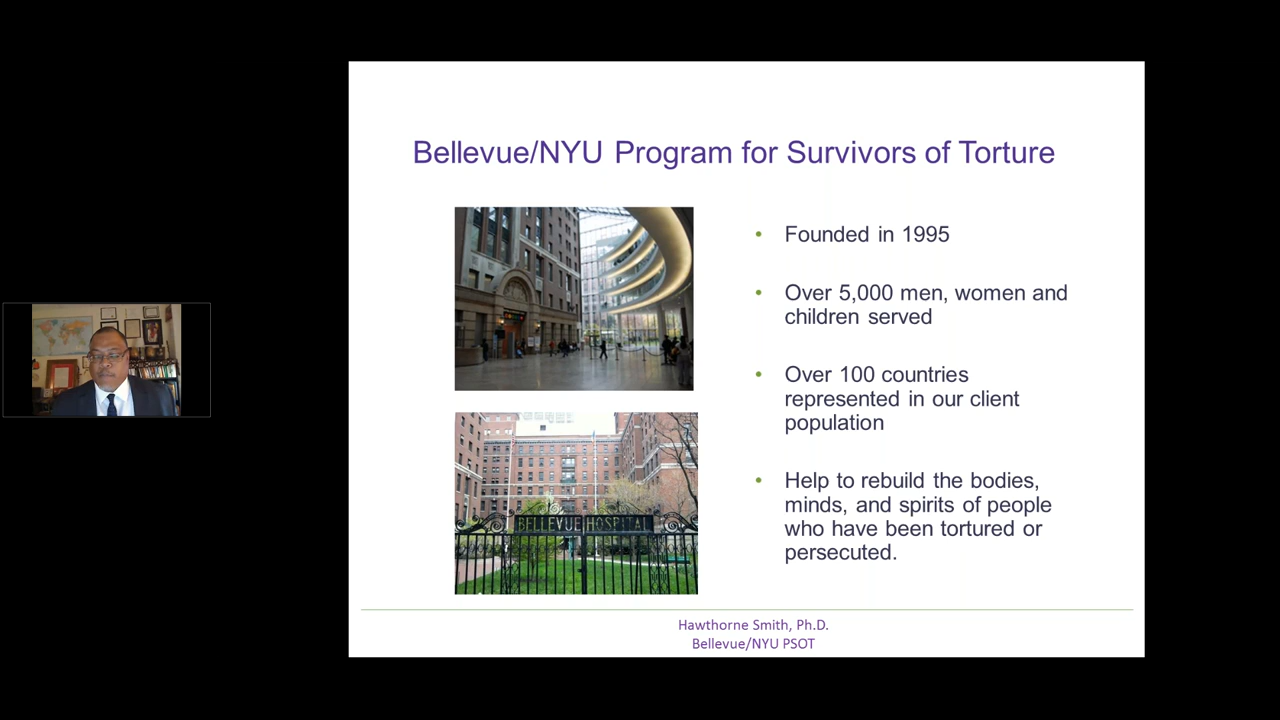 Bellevue/NYU Program for Survivors of Torture
• Founded in 1995
• Over 5,000 men, women and
children served
• Over 100 countries
represented in our client
population
• Help to rebuild the bodies,
minds, and spirits of people
who have been tortured or
persecuted.
BELLEVUE HOSPITAL
Hawthorne Smith, Ph.D.
Bellevue/NYU PSOT